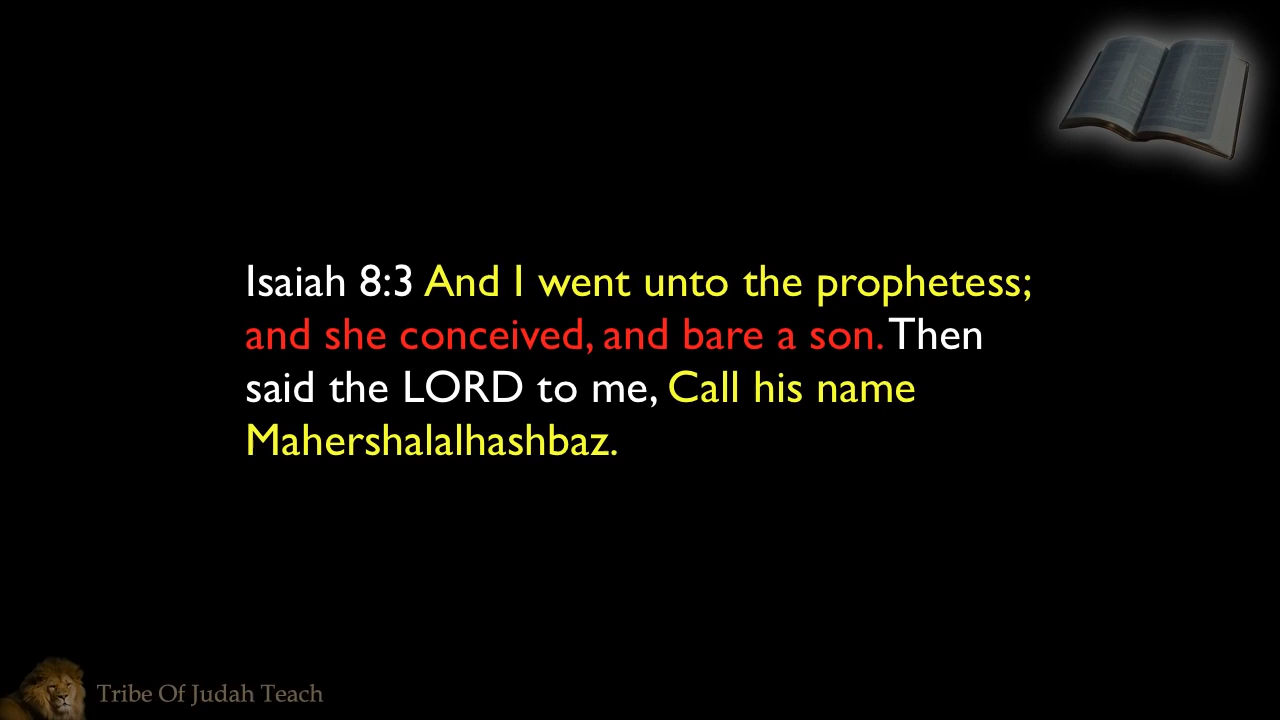 Isaiah 8:3 And I went unto the prophetess;
and she conceived, and bare a son. Then
said the LORD to me, Call his name
Mahershalalhashbaz.
Tribe Of Judah Teach